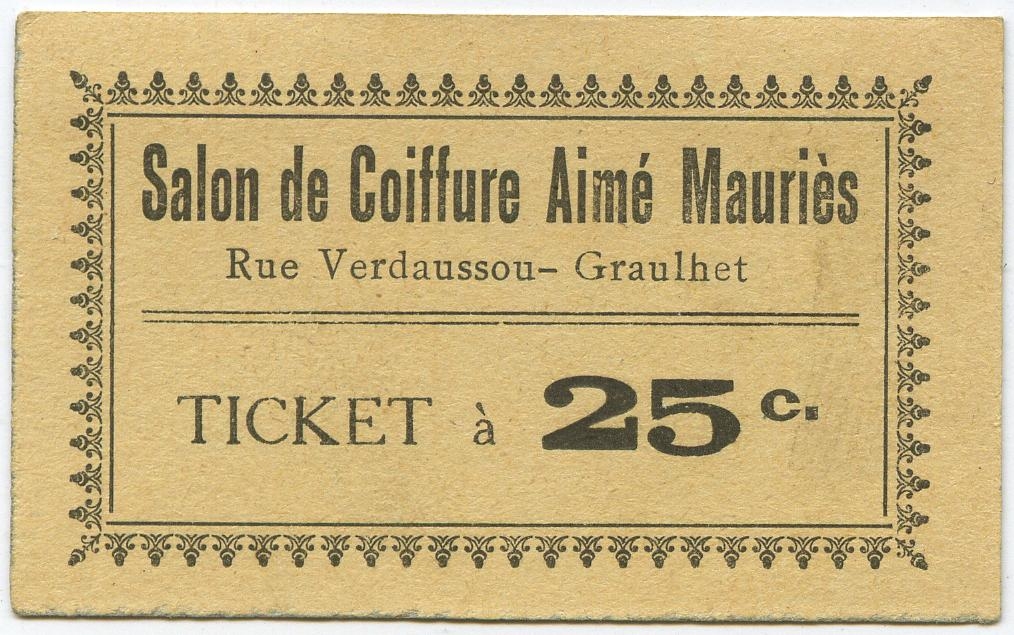 Salon de Coiffure Aimé Mauriès
Rue Verdaussou- Graulhet
TICKET à 25 c.